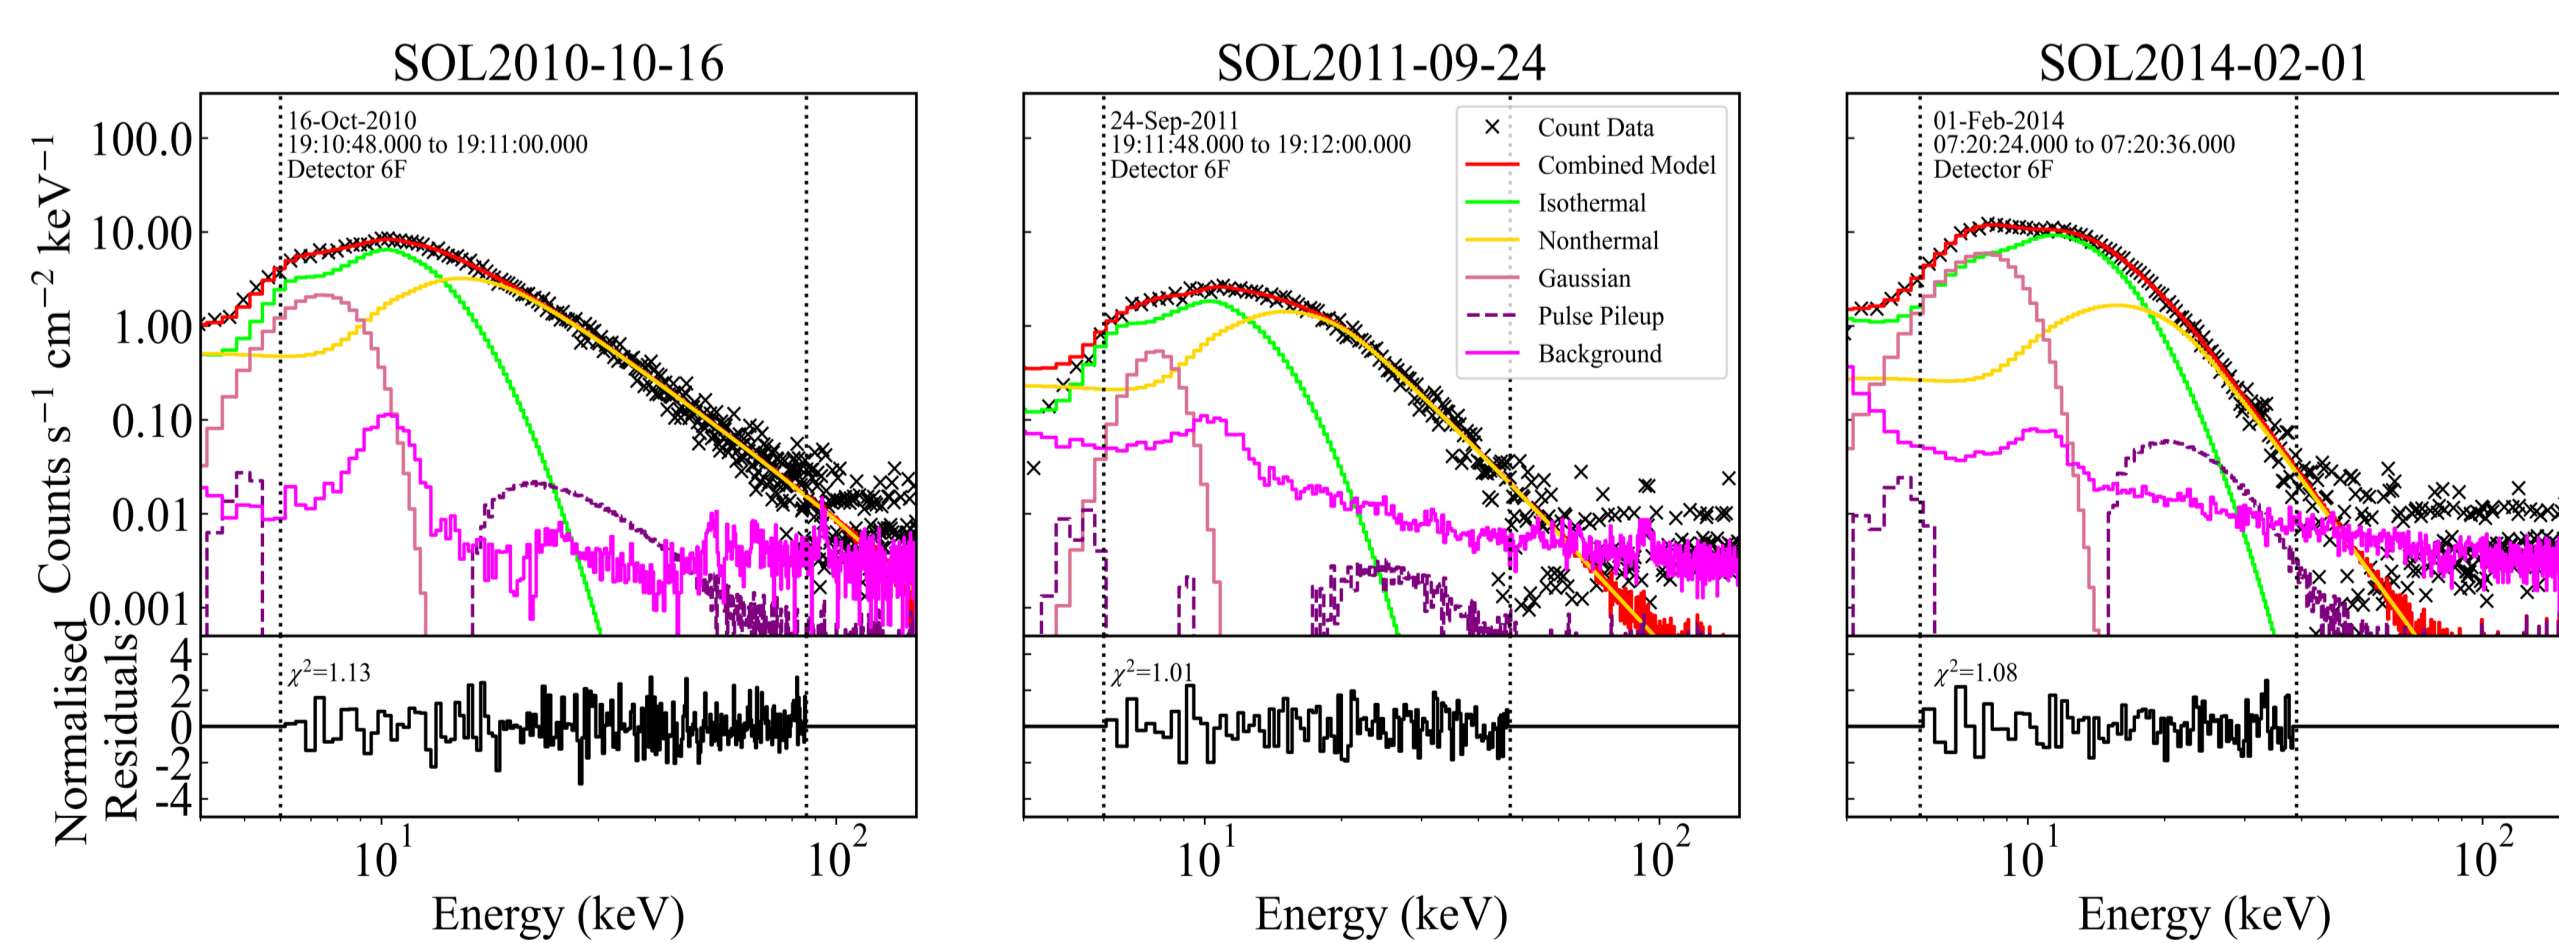 SOL2010-10-16
SOL2011-09-24
SOL2014-02-01
16-Oct-2010
19:10:48.000 to 19:11:00.000
Detector 6F
24-Sep-2011
19:11:48.000 to 19:12:00.000
Detector 6F
Count Data
Combined Model
Isothermal
Nonthermal
Gaussian
Pulse Pileup
Background
01-Feb-2014
07:20:24.000 to 07:20:36.000
Detector 6F
Counts s⁻¹ cm⁻² keV⁻¹
100.0
10.00
1.00
0.10
0.01
0.001
Normalised
Residuals
4
2
0
-2
-4
χ²=1.13
χ²=1.01
χ²=1.08
10¹ 10²
10¹ 10²
10¹ 10²
Energy (keV)
Energy (keV)
Energy (keV)